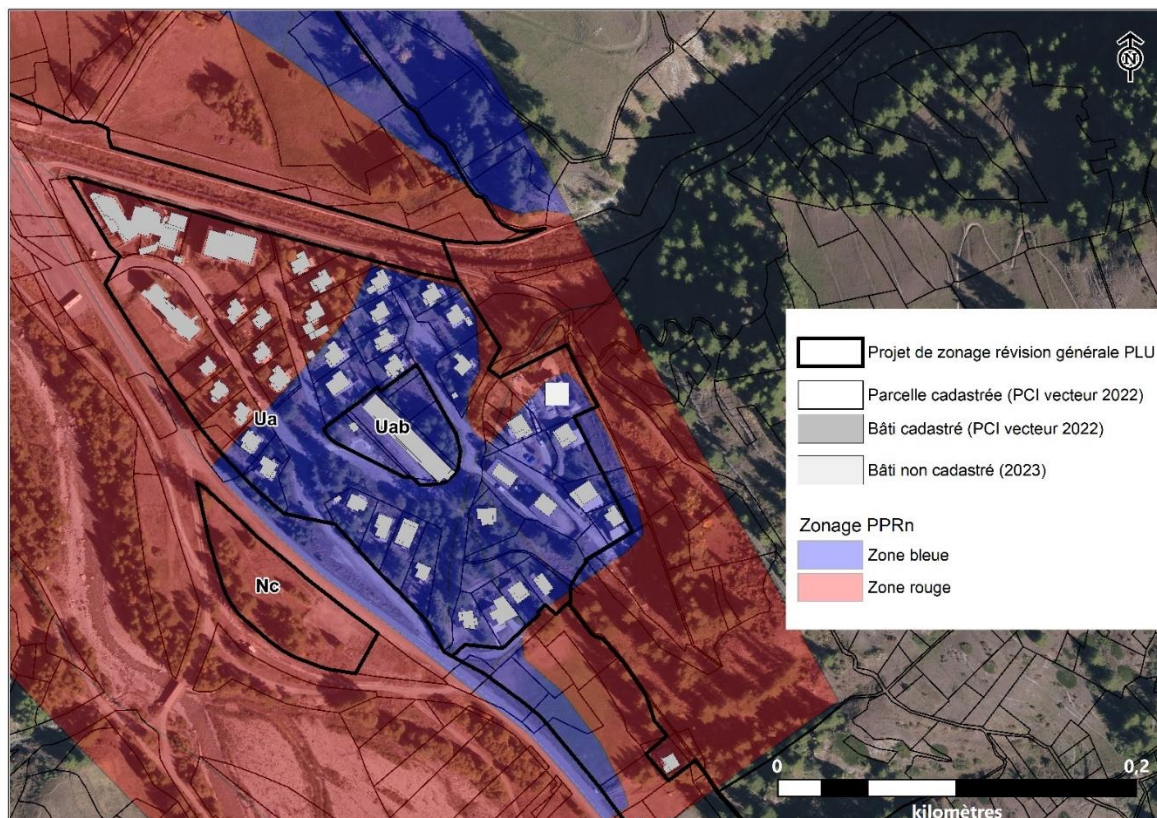 N
Projet de zonage révision générale PLU
Parcelle cadastrée (PCI vecteur 2022)
Bâti cadastré (PCI vecteur 2022)
Bâti non cadastré (2023)
Zonage PPRn
Zone bleue
Zone rouge
Ua
Uab
Nc
0 0,2
kilomètres